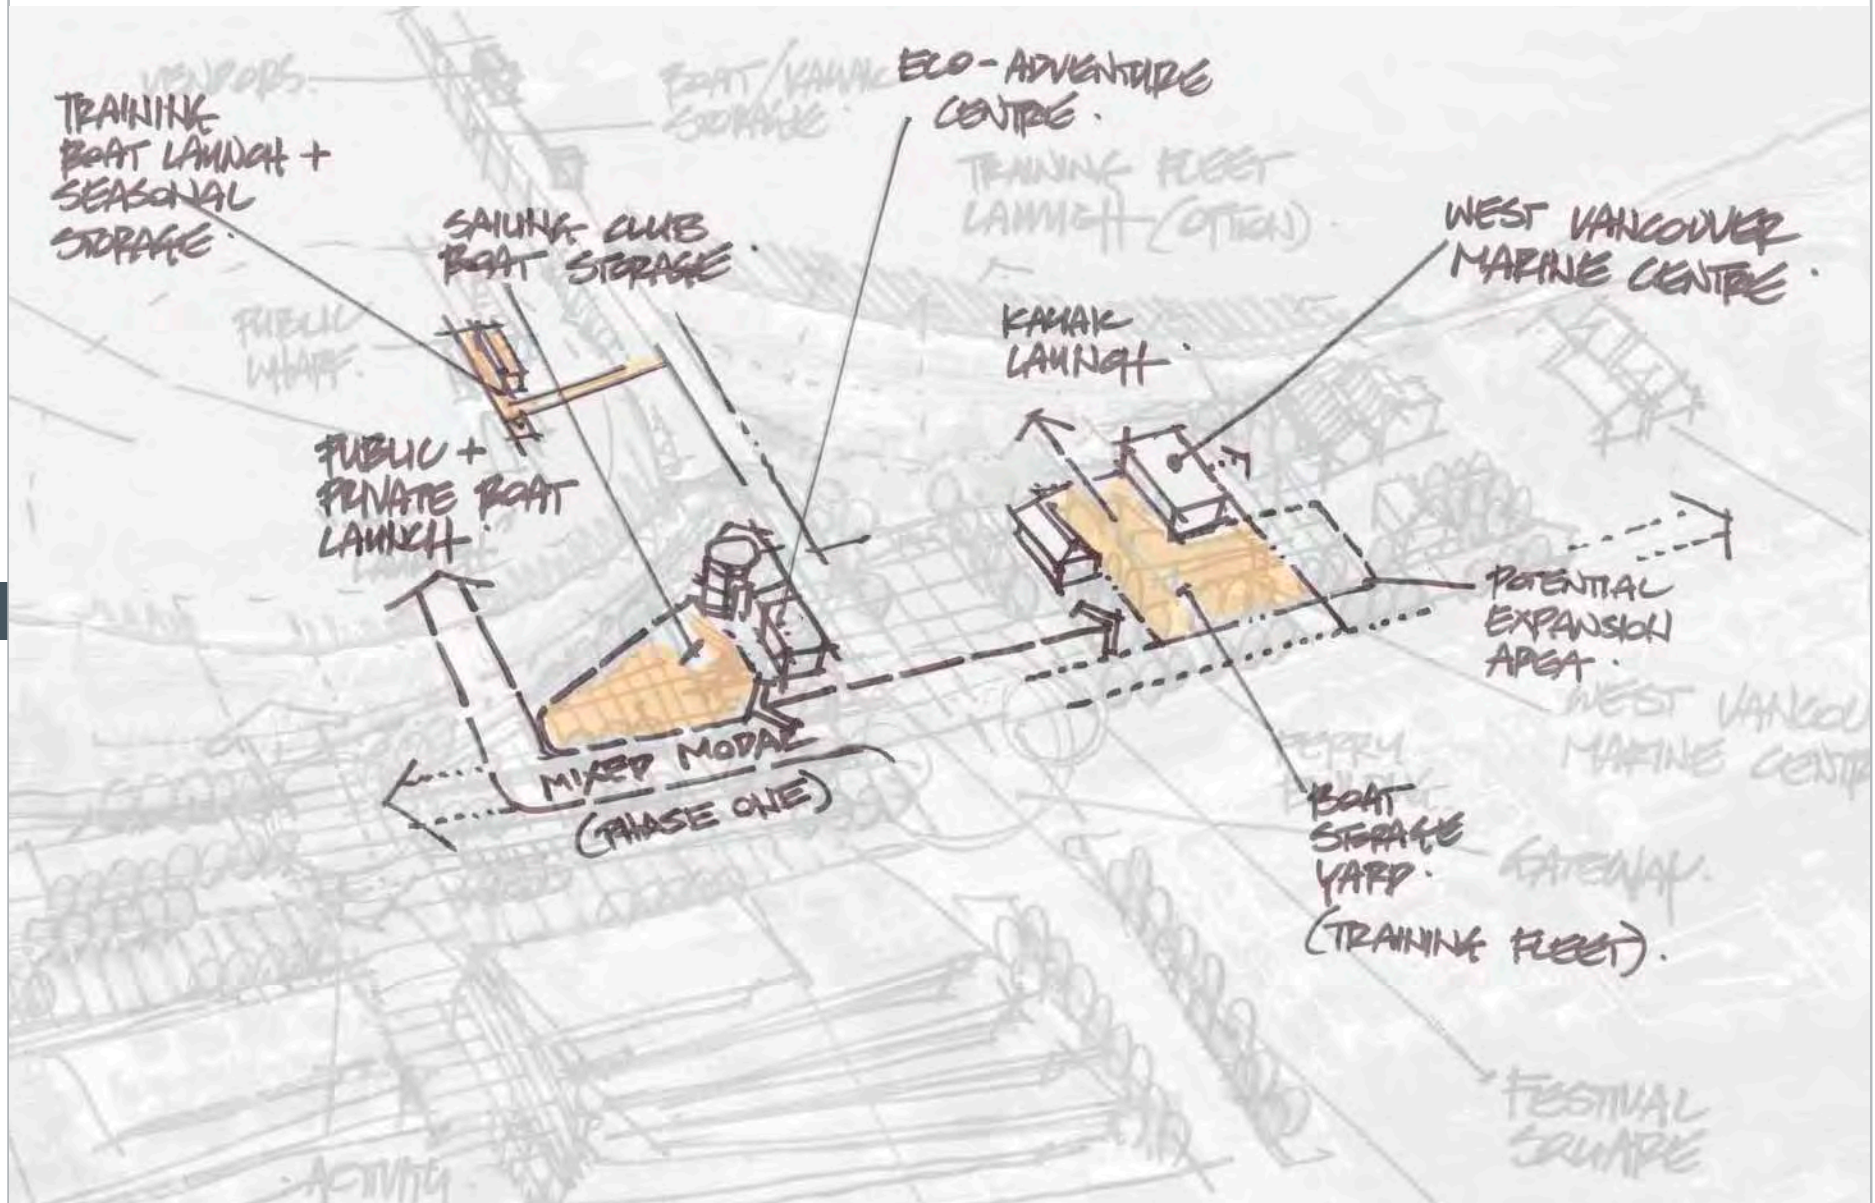 VENDORS.
BOAT/KAYAK
STORAGE.
ECO-ADVENTURE
CENTRE.
TRAINING
BOAT LAUNCH +
SEASONAL
STORAGE.
TRAINING FLEET
LAUNCH (OPTION).
SAILING CLUB
BOAT STORAGE.
WEST VANCOUVER
MARINE CENTRE.
PUBLIC
WHARF.
KAYAK
LAUNCH.
PUBLIC +
PRIVATE BOAT
LAUNCH.
POTENTIAL
EXPANSION
AREA.
WEST VANCOU
MARINE CENTR
MIXED MODAL
(PHASE ONE)
FERRY
BOAT
STORAGE
YARD.
(TRAINING FLEET).
GATEWAY.
FESTIVAL
SQUARE
ACTIVITY